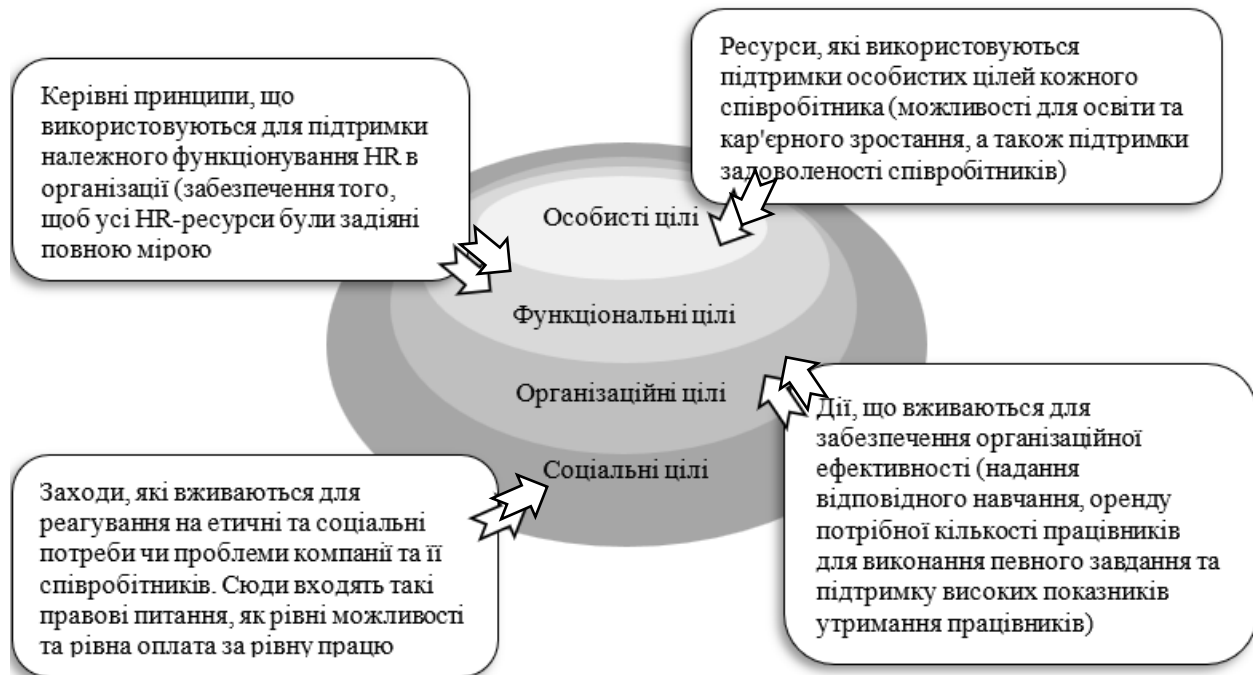 Керівні принципи, що
використовуються для підтримки
належного функціонування HR в
організації (забезпечення того,
щоб усі HR-ресурси були задіяні
повною мірою
Ресурси, які використовуються
підтримки особистих цілей кожного
співробітника (можливості для освіти та
кар'єрного зростання, а також підтримки
задоволеності співробітників)
Особисті цілі
Функціональні цілі
Організаційні цілі
Соціальні цілі
Заходи, які вживаються для
реагування на етичні та соціальні
потреби чи проблеми компанії та її
співробітників. Сюди входять такі
правові питання, як рівні можливості
та рівна оплата за рівну працю
Дії, що вживаються для
забезпечення організаційної
ефективності (надання
відповідного навчання, оренду
потрібної кількості працівників
для виконання певного завдання та
підтримку високих показників
утримання працівників)